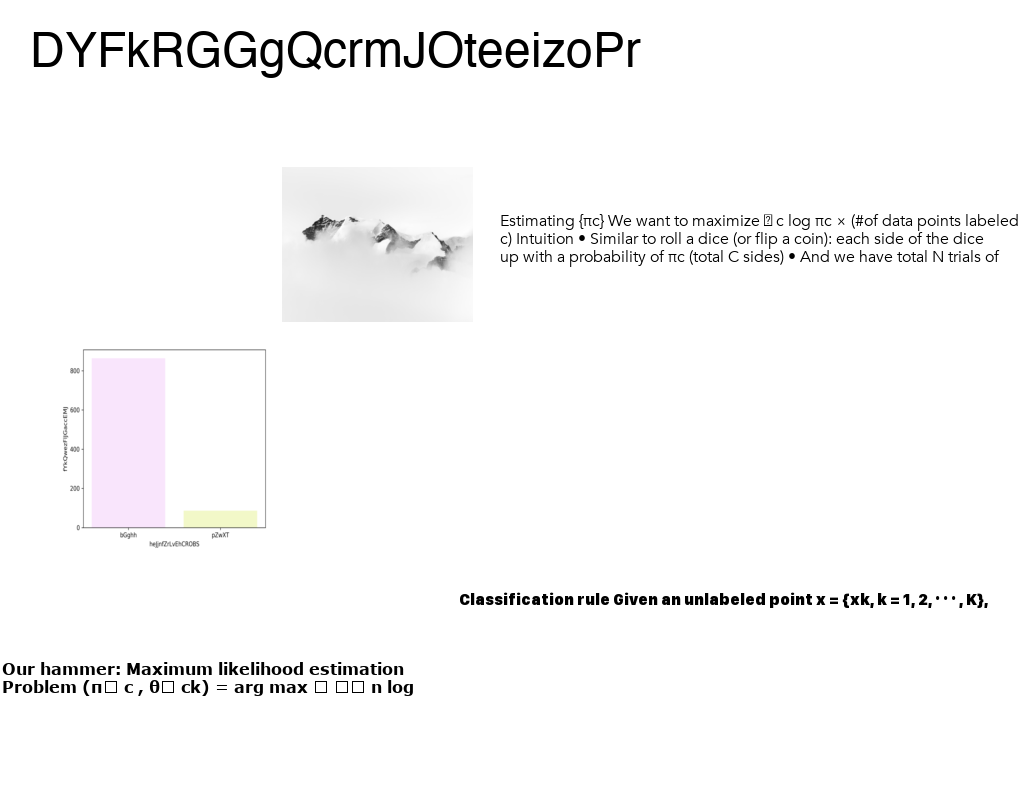 DYFkRGGgQcrmJOteeizoPr
Estimating {πc} We want to maximize � c log πc × (#of data points labeled
c) Intuition • Similar to roll a dice (or flip a coin): each side of the dice
up with a probability of πc (total C sides) • And we have total N trials of
800
600
400
200
0
fYkQwezFljGaccEMJ
bGghh
pZwXT
heJjnfZrLvEhCROBS
Classification rule Given an unlabeled point x = {xk, k = 1, 2, · · · , K},
Our hammer: Maximum likelihood estimation
Problem (π� c , θ� ck) = arg max � �� n log